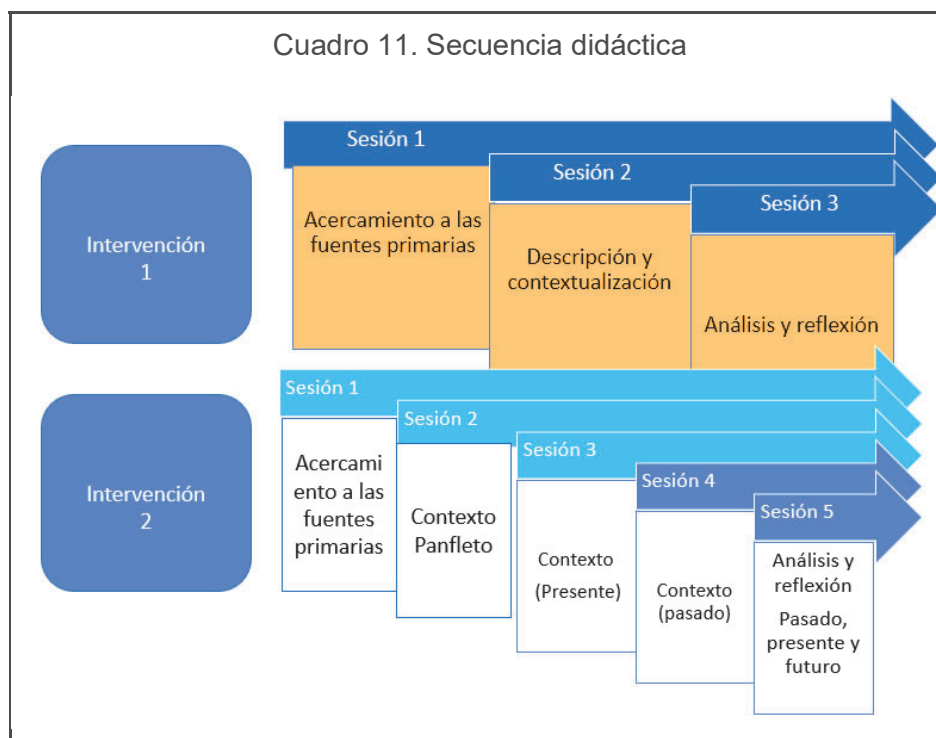 Cuadro 11. Secuencia didáctica
Intervención
1
Sesión 1
Acercamiento a las
fuentes primarias
Sesión 2
Descripción y
contextualización
Sesión 3
Análisis y reflexión
Intervención
2
Sesión 1
Acercami
ento a las
fuentes
primarias
Sesión 2
Contexto
Panfleto
Sesión 3
Contexto
(Presente)
Sesión 4
Contexto
(pasado)
Sesión 5
Análisis y
reflexión
Pasado,
presente y
futuro